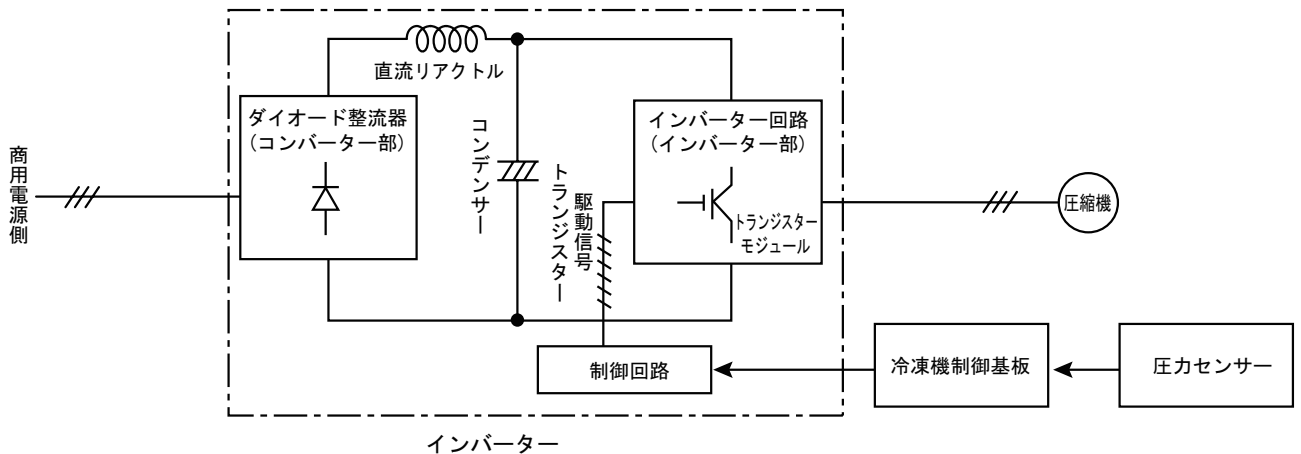 直流リアクトル
ダイオード整流器
（コンバーター部）
商用電源側
コンデンサー
トランジスター
駆動信号
インバーター回路
（インバーター部）
トランジスター
モジュール
圧縮機
制御回路
冷凍機制御基板
圧力センサー
インバーター